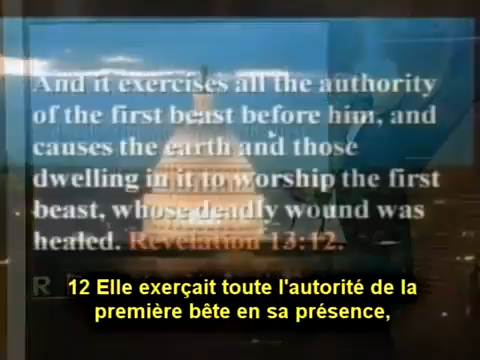 And it exercises all the authority
of the first beast before him, and
causes the earth and those
dwelling in it to worship the first
beast, whose deadly wound was
healed. Revelation 13:12.
12 Elle exerçait toute l'autorité de la
première bête en sa présence,